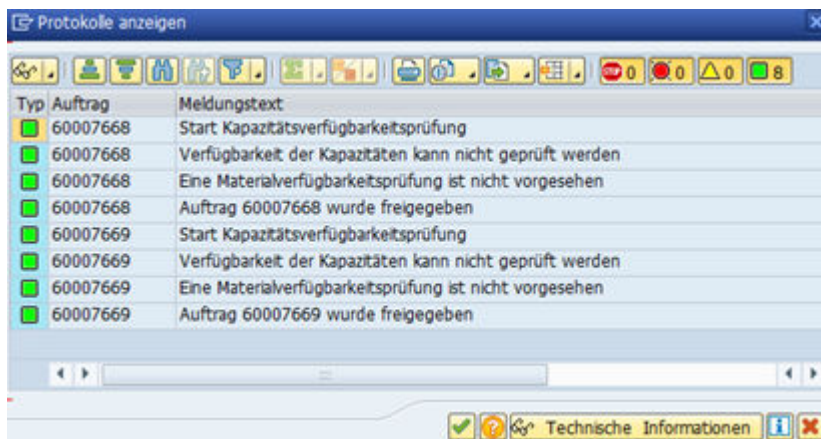 Protokolle anzeigen
STOP 0 0 0 8
Typ Auftrag Meldungstext
60007668 Start Kapazitätsverfügbarkeitsprüfung
60007668 Verfügbarkeit der Kapazitäten kann nicht geprüft werden
60007668 Eine Materialverfügbarkeitsprüfung ist nicht vorgesehen
60007668 Auftrag 60007668 wurde freigegeben
60007669 Start Kapazitätsverfügbarkeitsprüfung
60007669 Verfügbarkeit der Kapazitäten kann nicht geprüft werden
60007669 Eine Materialverfügbarkeitsprüfung ist nicht vorgesehen
60007669 Auftrag 60007669 wurde freigegeben
Technische Informationen